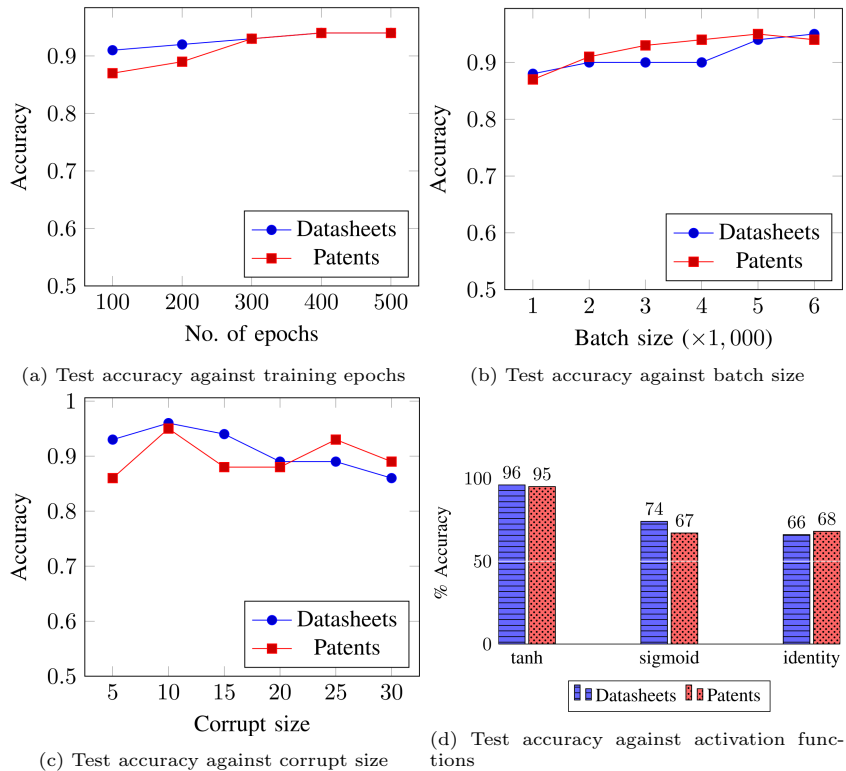 0.9
0.8
0.7
0.6
0.5
Accuracy
100 200 300 400 500
No. of epochs
Datasheets
Patents
(a) Test accuracy against training epochs
0.9
0.8
0.7
0.6
0.5
Accuracy
1 2 3 4 5 6
Batch size (×1, 000)
Datasheets
Patents
(b) Test accuracy against batch size
1
0.9
0.8
0.7
0.6
0.5
Accuracy
5 10 15 20 25 30
Corrupt size
Datasheets
Patents
(c) Test accuracy against corrupt size
100
50
0
% Accuracy
96 95
74 67
66 68
tanh sigmoid identity
Datasheets Patents
(d) Test accuracy against activation func-
tions